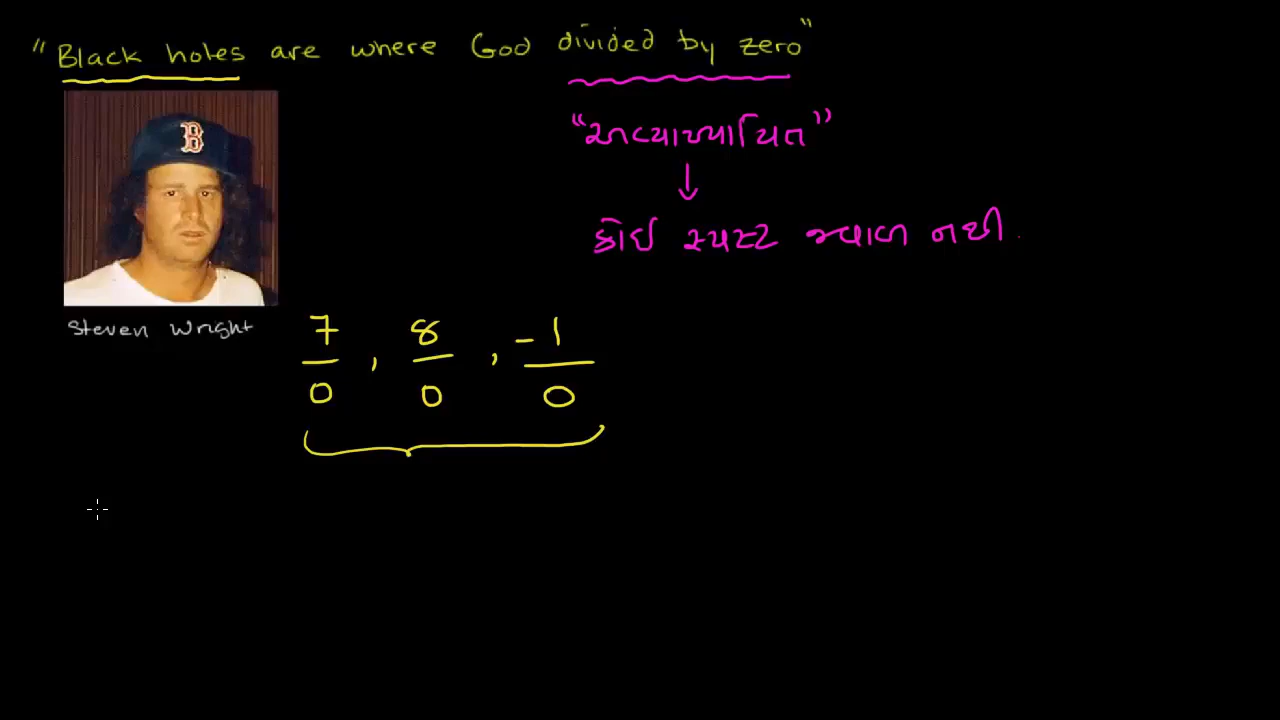 "Black holes are where God divided by zero"
B
"અવ્યાખ્યાયિત"
↓
કોઈ સ્પષ્ટ જવાબ નથી.
Steven Wright
7/0 , 8/0 , -1/0